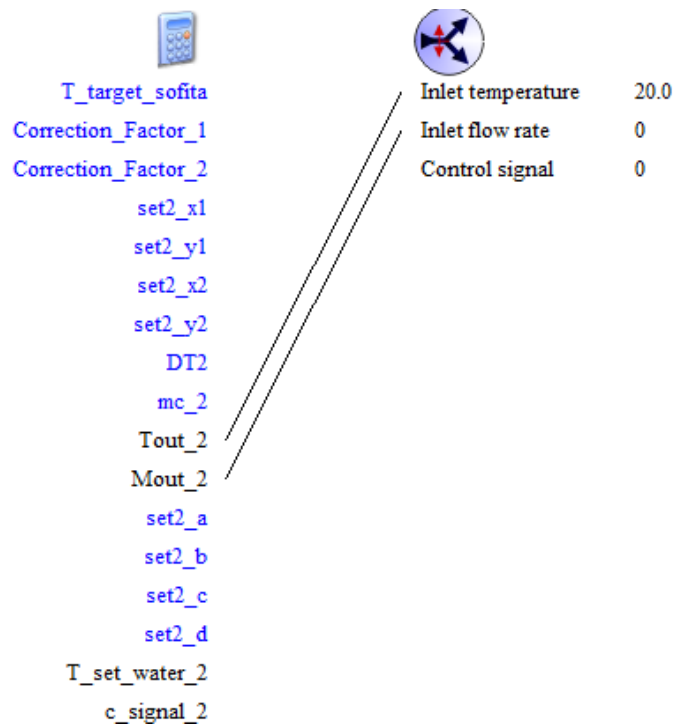 T_target_sofita Inlet temperature 20.0
Correction_Factor_1 Inlet flow rate 0
Correction_Factor_2 Control signal 0
set2_x1
set2_y1
set2_x2
set2_y2
DT2
mc_2
Tout_2
Mout_2
set2_a
set2_b
set2_c
set2_d
T_set_water_2
c_signal_2